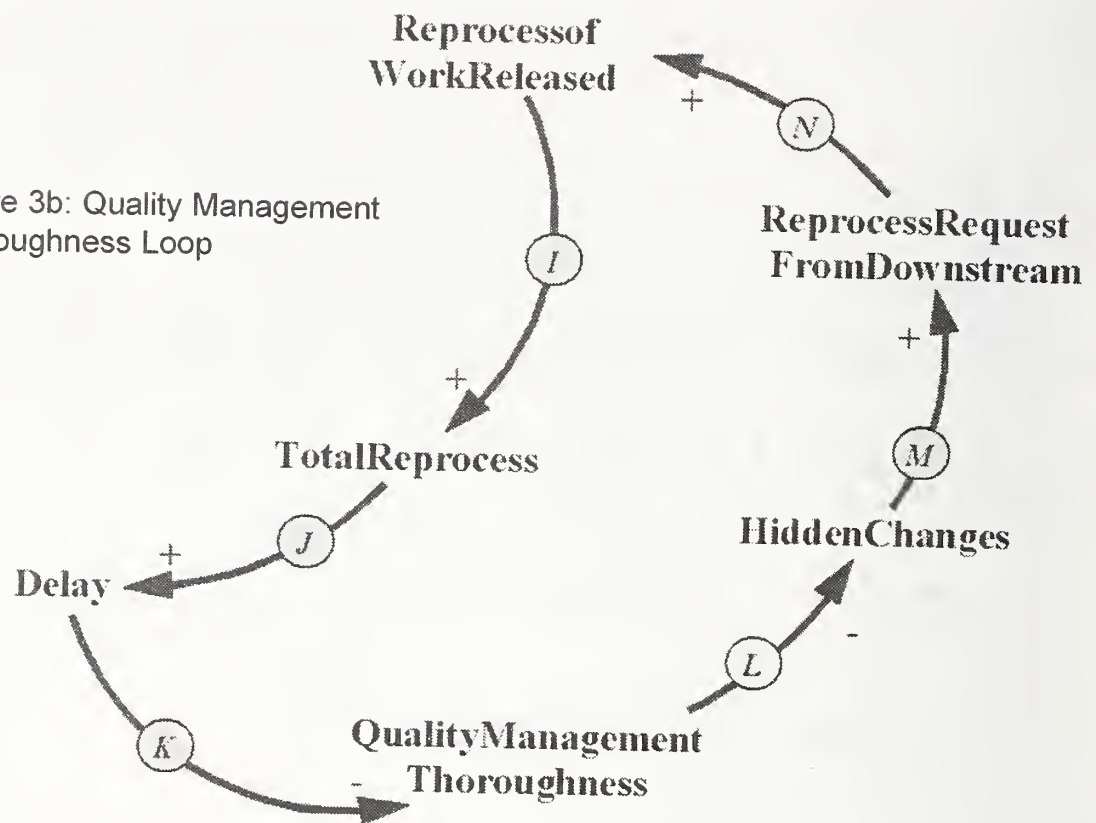 Reprocessof
WorkReleased
+
N
e 3b: Quality Management
oughness Loop
I
ReprocessRequest
FromDownstream
+
+
TotalReprocess
M
J
HiddenChanges
+
Delay
L
-
K
QualityManagement
-
Thoroughness